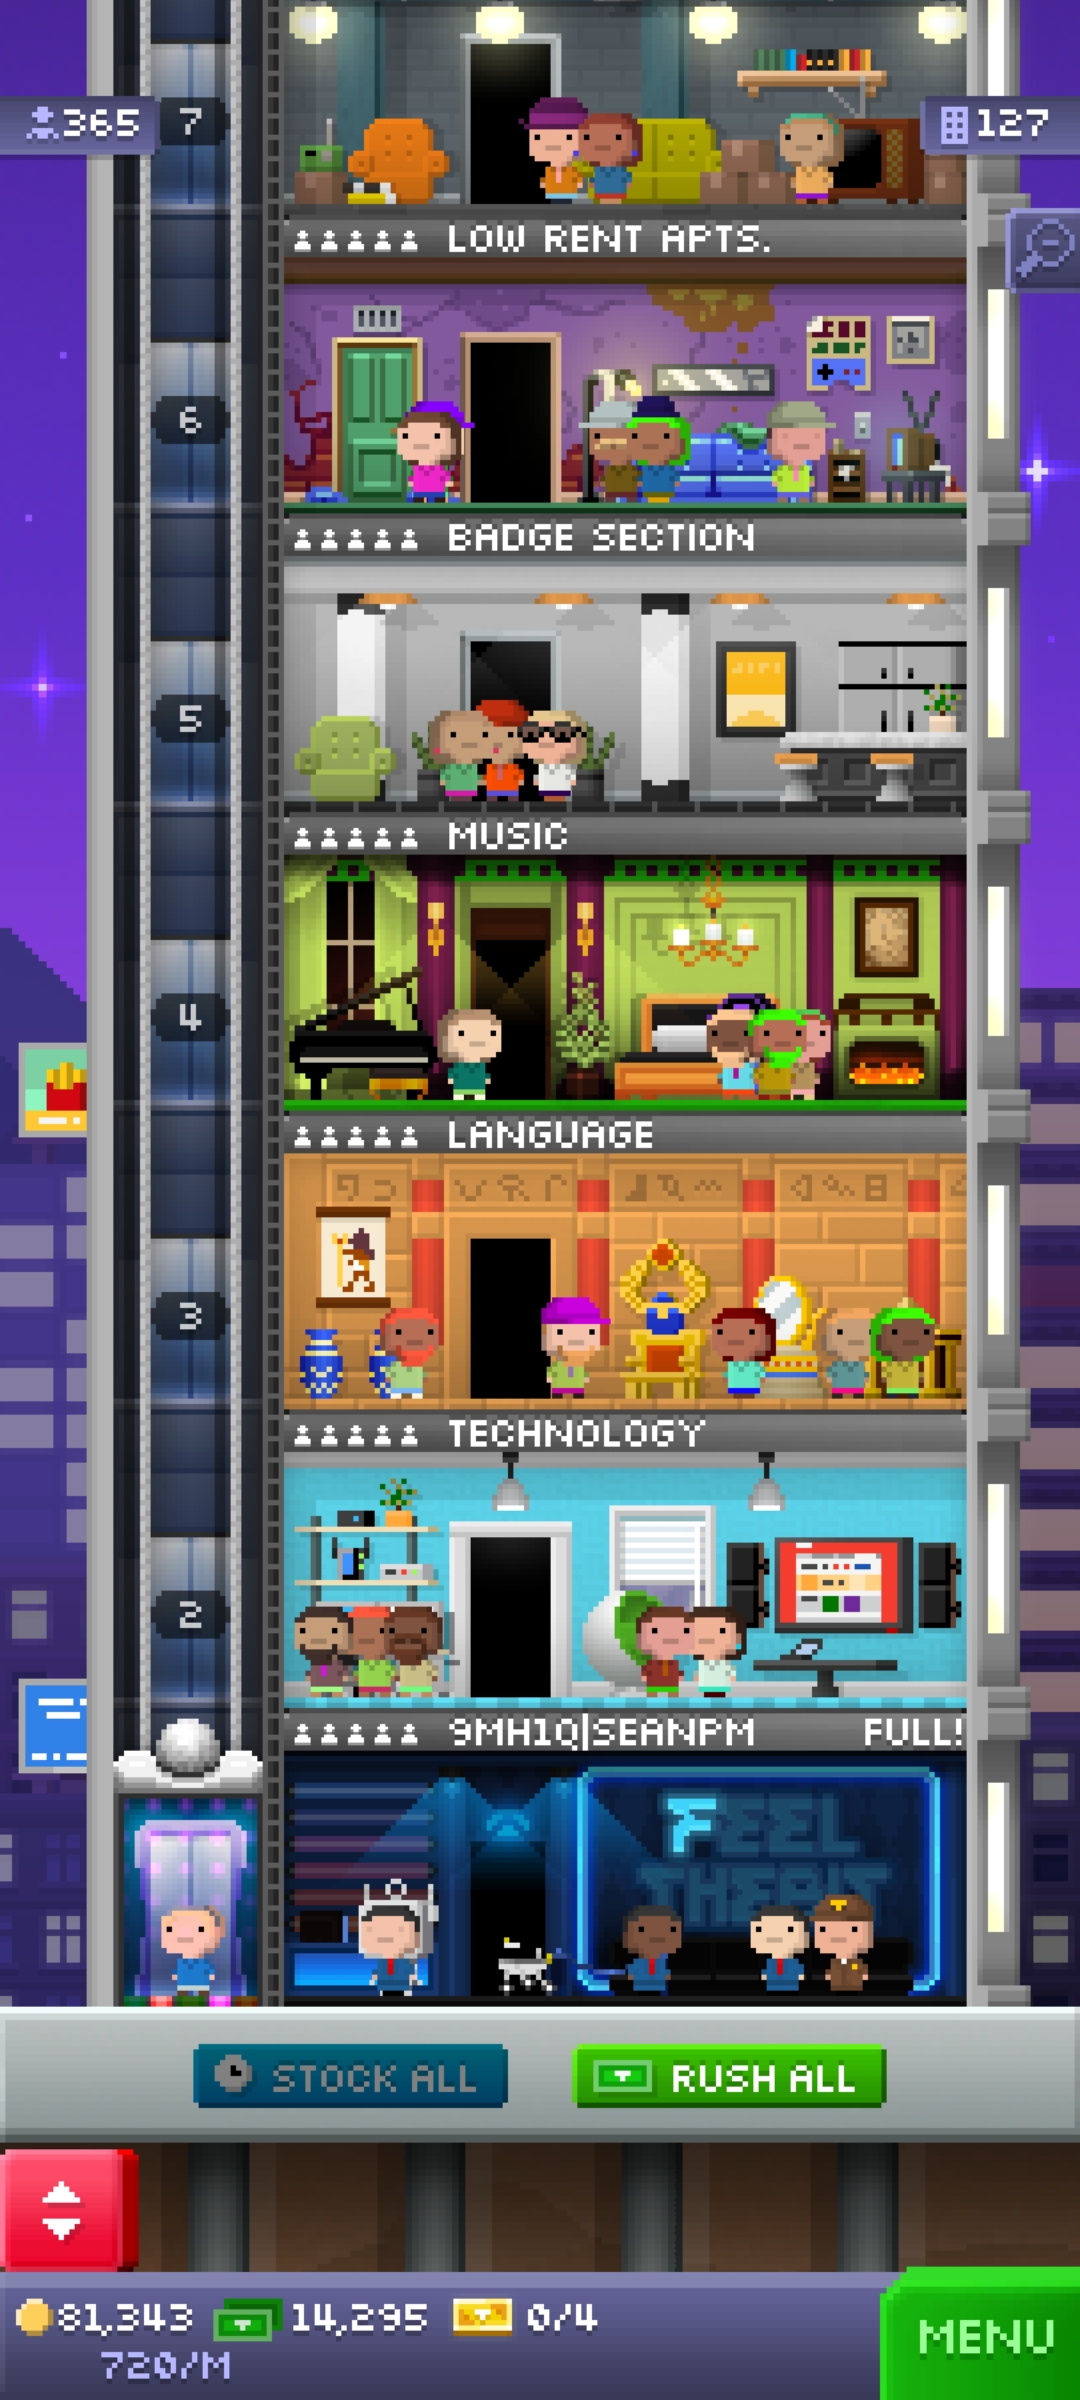 365
7
127
LOW RENT APTS.
6
BADGE SECTION
5
MUSIC
4
LANGUAGE
3
TECHNOLOGY
2
9MH1Q|SEANPM FULL!
FEEL
THE
STOCK ALL
RUSH ALL
81,343
14,295
0/4
720/M
MENU